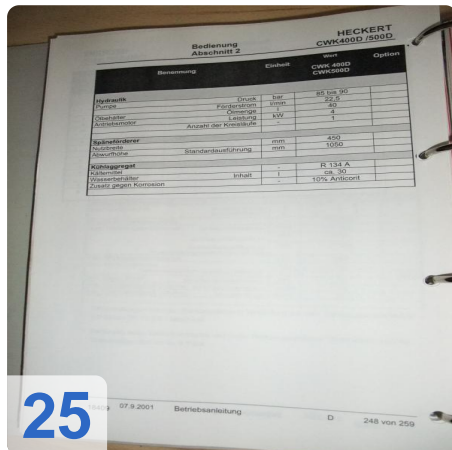 Bedienung
Abschnitt 2
HECKERT
CWK400D /500D
Benennung Einheit Wert Option
CWK 400D
CWK500D
Hydraulik
Pumpe Druck bar 85 bis 90
Förderstrom l/min 22,5
Ölbehälter Ölmenge l 40
Antriebsmotor Leistung kW 4
Anzahl der Kreisläufe - 1
Späneförderer
Nutzbreite mm 450
Abwurfhöhe Standardausführung mm 1050
Kühlaggregat
Kältemittel - R 134 A
Wasserbehälter Inhalt l ca. 30
Zusatz gegen Korrosion - 10% Anticorit
07.9.2001 Betriebsanleitung D 248 von 259
25